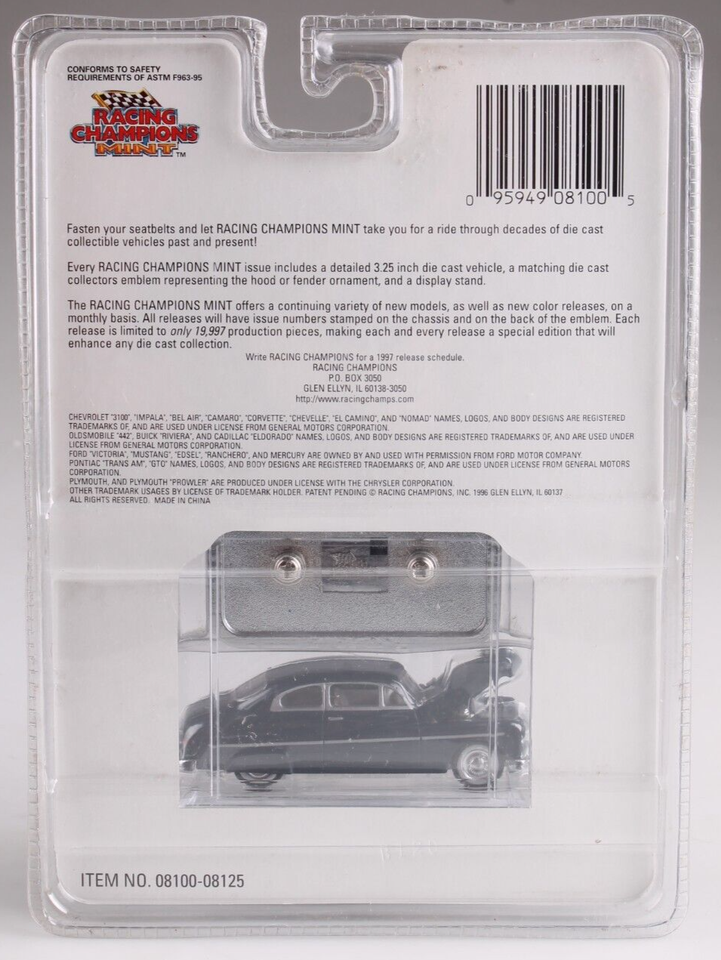 CONFORMS TO SAFETY
REQUIREMENTS OF ASTM F963-95
RACING
CHAMPIONS
MINT™
0 95949 08100 5
Fasten your seatbelts and let RACING CHAMPIONS MINT take you for a ride through decades of die cast
collectible vehicles past and present!
Every RACING CHAMPIONS MINT issue includes a detailed 3.25 inch die cast vehicle, a matching die cast
collectors emblem representing the hood or fender ornament, and a display stand.
The RACING CHAMPIONS MINT offers a continuing variety of new models, as well as new color releases, on a
monthly basis. All releases will have issue numbers stamped on the chassis and on the back of the emblem. Each
release is limited to only 19,997 production pieces, making each and every release a special edition that will
enhance any die cast collection.
Write RACING CHAMPIONS for a 1997 release schedule.
RACING CHAMPIONS
P.O. BOX 3050
GLEN ELLYN, IL 60138-3050
http://www.racingchamps.com
CHEVROLET "3100", "IMPALA", "BEL AIR", "CAMARO", "CORVETTE", "CHEVELLE", "EL CAMINO", AND "NOMAD" NAMES, LOGOS, AND BODY DESIGNS ARE REGISTERED
TRADEMARKS OF, AND ARE USED UNDER LICENSE FROM GENERAL MOTORS CORPORATION.
OLDSMOBILE "442", BUICK "RIVIERA", AND CADILLAC "ELDORADO" NAMES, LOGOS, AND BODY DESIGNS ARE REGISTERED TRADEMARKS OF, AND ARE USED UNDER
LICENSE FROM GENERAL MOTORS CORPORATION.
FORD "VICTORIA", "MUSTANG", "EDSEL", "RANCHERO", AND MERCURY ARE OWNED BY AND USED WITH PERMISSION FROM FORD MOTOR COMPANY.
PONTIAC "TRANS AM", "GTO" NAMES, LOGOS, AND BODY DESIGNS ARE REGISTERED TRADEMARKS OF, AND ARE USED UNDER LICENSE FROM GENERAL MOTORS
CORPORATION.
PLYMOUTH, AND PLYMOUTH "PROWLER" ARE PRODUCED UNDER LICENSE WITH THE CHRYSLER CORPORATION.
OTHER TRADEMARK USAGES BY LICENSE OF TRADEMARK HOLDER. PATENT PENDING © RACING CHAMPIONS, INC. 1996 GLEN ELLYN, IL 60137
ALL RIGHTS RESERVED. MADE IN CHINA
ITEM NO. 08100-08125